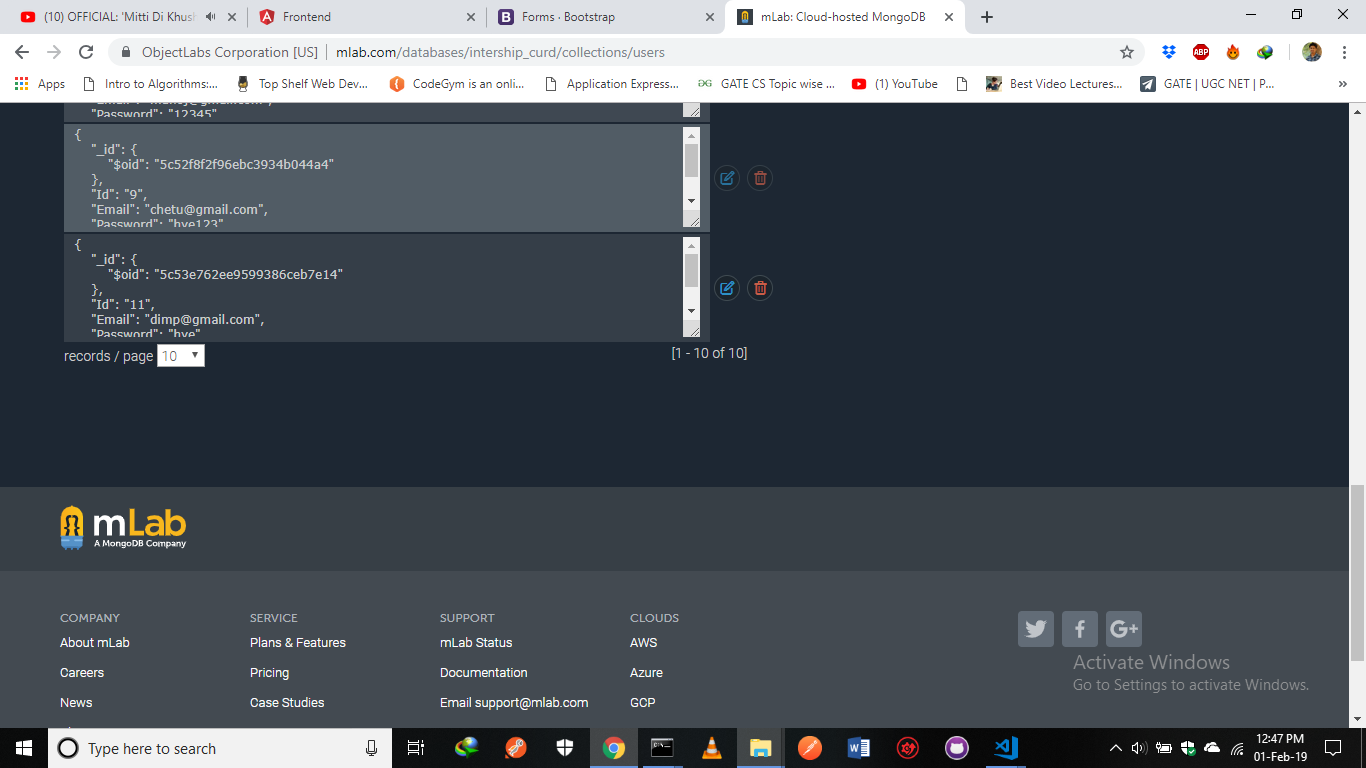 (10) OFFICIAL: 'Mitti Di Khush
Frontend
Forms · Bootstrap
mLab: Cloud-hosted MongoDB
ObjectLabs Corporation [US] | mlab.com/databases/intership_curd/collections/users
ABP
Apps
Intro to Algorithms:...
Top Shelf Web Dev...
CodeGym is an onli...
Application Express...
GATE CS Topic wise ...
(1) YouTube
Best Video Lectures...
GATE | UGC NET | P...
"Password": "12345"
{
"_id": {
"$oid": "5c52f8f2f96ebc3934b044a4"
},
"Id": "9",
"Email": "chetu@gmail.com",
"Password": "hye123"
{
"_id": {
"$oid": "5c53e762ee9599386ceb7e14"
},
"Id": "11",
"Email": "dimp@gmail.com",
"Password": "hye"
records / page 10
[1 - 10 of 10]
mLab
A MongoDB Company
COMPANY
About mLab
Careers
News
SERVICE
Plans & Features
Pricing
Case Studies
SUPPORT
mLab Status
Documentation
Email support@mlab.com
CLOUDS
AWS
Azure
GCP
Activate Windows
Go to Settings to activate Windows.
Type here to search
12:47 PM
01-Feb-19